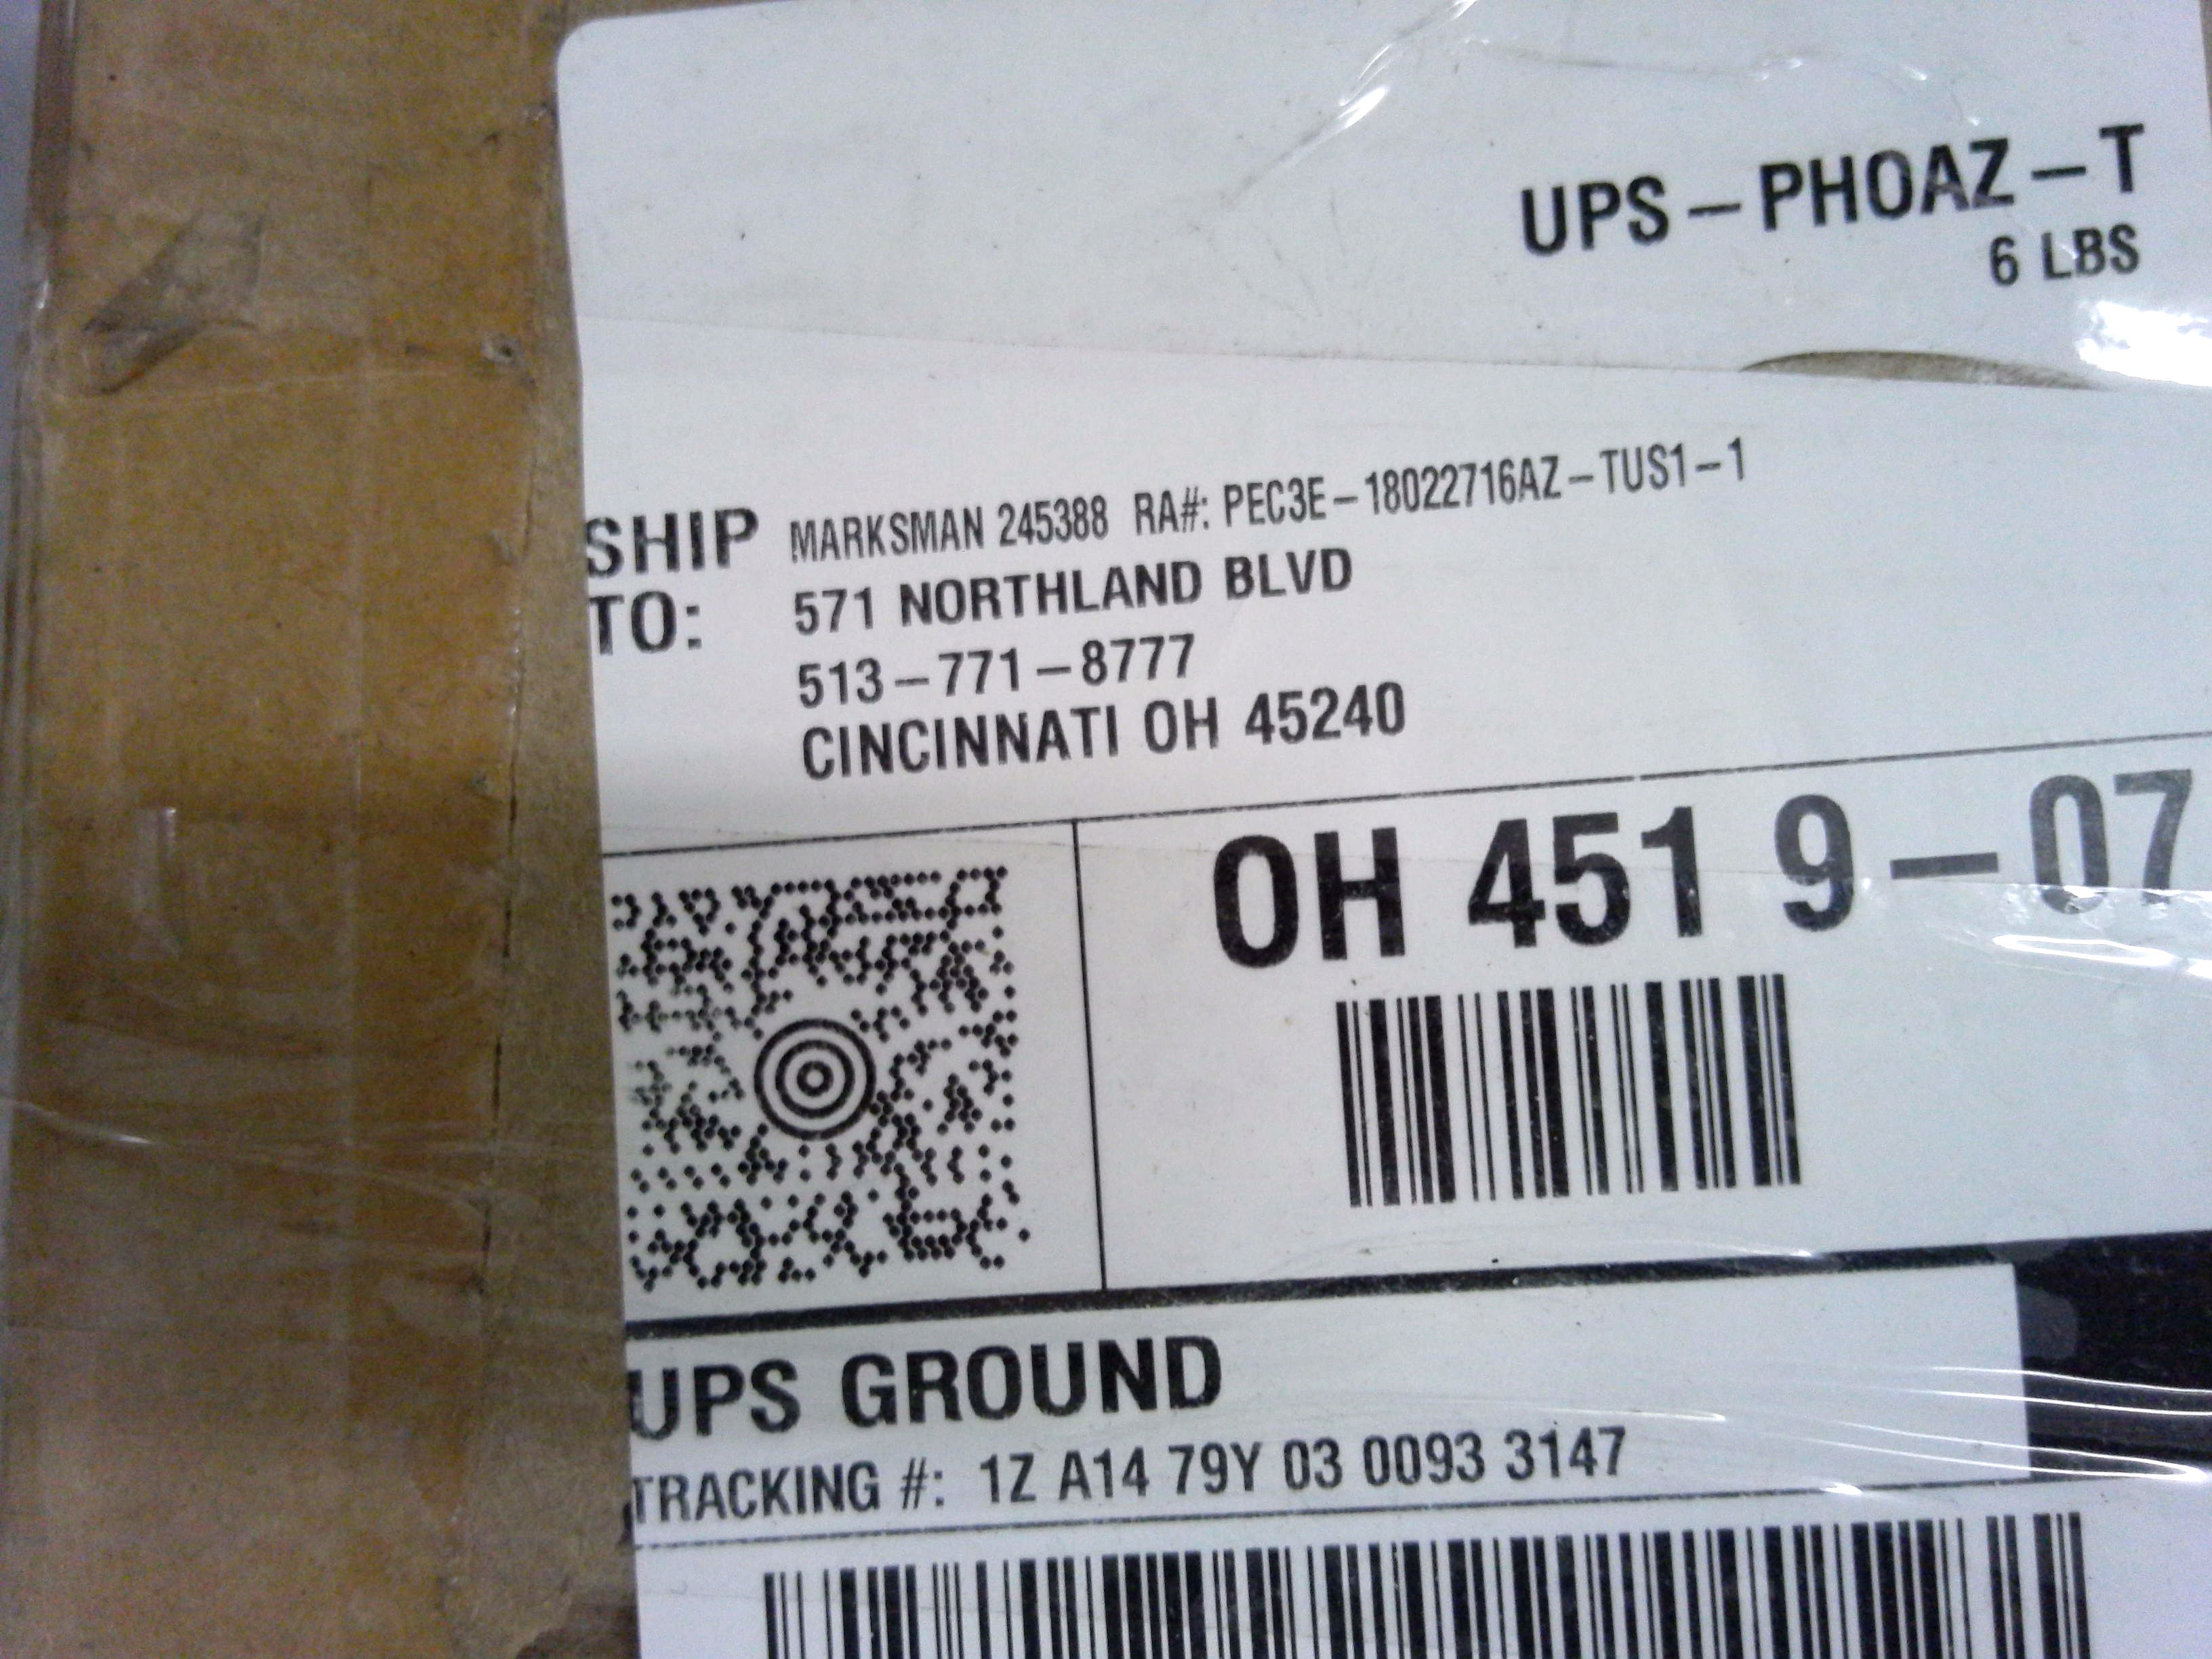 UPS – PHOAZ – T
6 LBS
SHIP TO:
MARKSMAN 245388 RA#: PEC3E – 18022716AZ – TUS1 – 1
571 NORTHLAND BLVD
513 – 771 – 8777
CINCINNATI OH 45240
OH 451 9 – 07
UPS GROUND
TRACKING #: 1Z A14 79Y 03 0093 3147